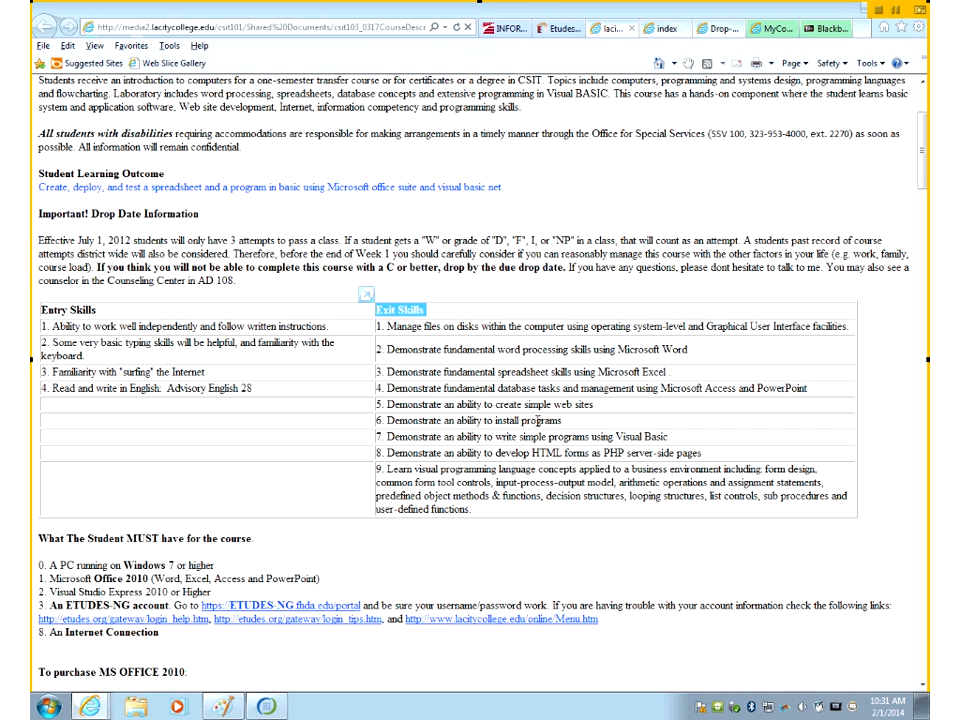 http://media2.lacitycollege.edu/csit101/Shared%20Documents/csit103_0317CourseDescr
INFOR...
Etudes...
laci...
index
Drop-...
MyCo...
Blackb...
File Edit View Favorites Tools Help
Suggested Sites Web Slice Gallery
Page Safety Tools
Students receive an introduction to computers for a one-semester transfer course or for certificates or a degree in CSIT. Topics include computers, programming and systems design, programming languages
and flowcharting. Laboratory includes word processing, spreadsheets, database concepts and extensive programming in Visual BASIC. This course has a hands-on component where the student learns basic
system and application software, Web site development, Internet, information competency and programming skills.
All students with disabilities requiring accommodations are responsible for making arrangements in a timely manner through the Office for Special Services (SSV 100, 323-953-4000, ext. 2270) as soon as
possible. All information will remain confidential.
Student Learning Outcome
Create, deploy, and test a spreadsheet and a program in basic using Microsoft office suite and visual basic net.
Important! Drop Date Information
Effective July 1, 2012 students will only have 3 attempts to pass a class. If a student gets a "W" or grade of "D", "F", I, or "NP" in a class, that will count as an attempt. A students past record of course
attempts district wide will also be considered. Therefore, before the end of Week 1 you should carefully consider if you can reasonably manage this course with the other factors in your life (e.g. work, family,
course load). If you think you will not be able to complete this course with a C or better, drop by the due drop date. If you have any questions, please dont hesitate to talk to me. You may also see a
counselor in the Counseling Center in AD 108.
Entry Skills
Exit Skills
1. Ability to work well independently and follow written instructions.
1. Manage files on disks within the computer using operating system-level and Graphical User Interface facilities.
2. Some very basic typing skills will be helpful, and familiarity with the
keyboard.
2. Demonstrate fundamental word processing skills using Microsoft Word
3. Familiarity with "surfing" the Internet
3. Demonstrate fundamental spreadsheet skills using Microsoft Excel .
4. Read and write in English: Advisory English 28
4. Demonstrate fundamental database tasks and management using Microsoft Access and PowerPoint
5. Demonstrate an ability to create simple web sites
6. Demonstrate an ability to install programs
7. Demonstrate an ability to write simple programs using Visual Basic
8. Demonstrate an ability to develop HTML forms as PHP server-side pages
9. Learn visual programming language concepts applied to a business environment including: form design,
common form tool controls, input-process-output model, arithmetic operations and assignment statements,
predefined object methods & functions, decision structures, looping structures, list controls, sub procedures and
user-defined functions.
What The Student MUST have for the course.
0. A PC running on Windows 7 or higher
1. Microsoft Office 2010 (Word, Excel, Access and PowerPoint)
2. Visual Studio Express 2010 or Higher
3. An ETUDES-NG account. Go to https://ETUDES-NG.fhda.edu/portal and be sure your username/password work. If you are having trouble with your account information check the following links:
http://etudes.org/gateway/login_help.htm, http://etudes.org/gateway/login_tips.htm, and http://www.lacitycollege.edu/online/Menu.htm
8. An Internet Connection
To purchase MS OFFICE 2010:
10:31 AM
2/1/2014